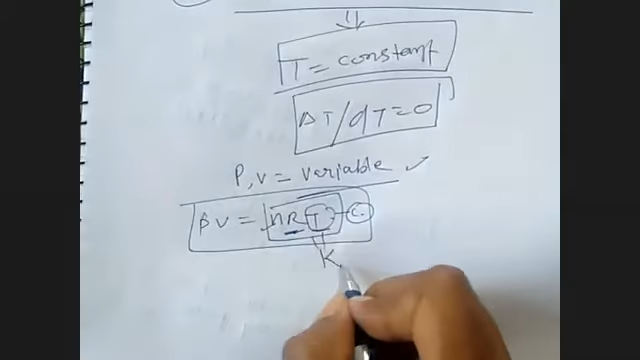 T = constant
ΔT/dT=0
P,V = variable ✓
PV = nRT - C.
K